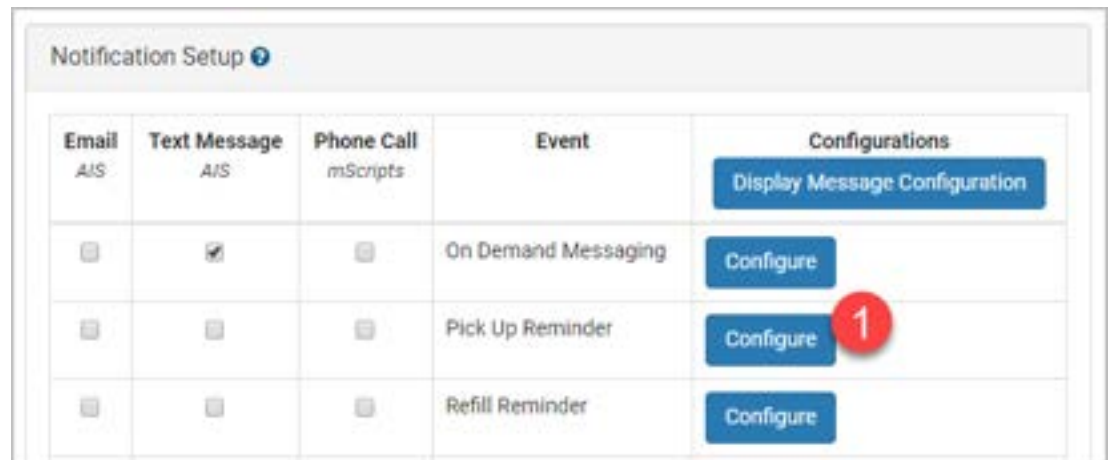 Notification Setup ?
Email Text Message Phone Call Event Configurations
AIS AIS mScripts Display Message Configuration
On Demand Messaging Configure
Pick Up Reminder Configure 1
Refill Reminder Configure